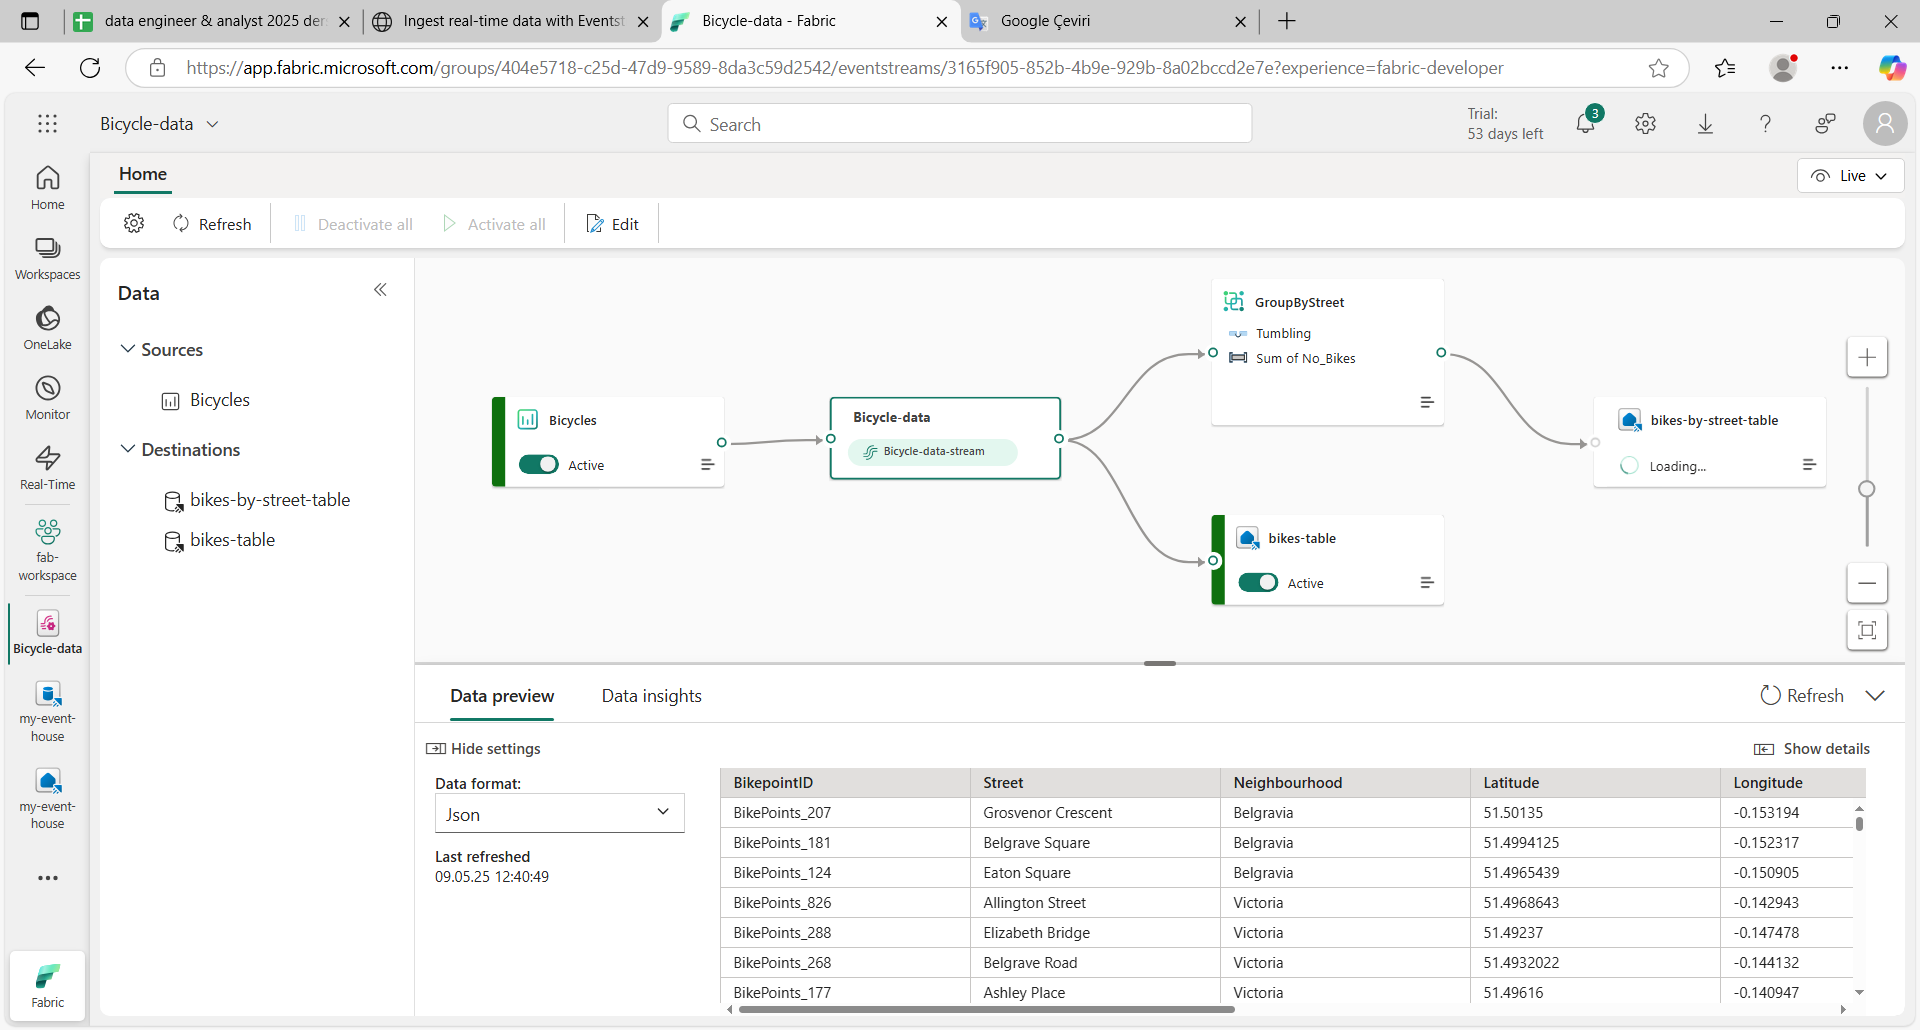 data engineer & analyst 2025 der
Ingest real-time data with Eventst
Bicycle-data - Fabric
Google Çeviri
https://app.fabric.microsoft.com/groups/404e5718-c25d-47d9-9589-8da3c59d2542/eventstreams/3165f905-852b-4b9e-929b-8a02bccd2e7e?experience=fabric-developer
Bicycle-data
Search
Trial:
53 days left
3
Home
Live
Refresh
Deactivate all
Activate all
Edit
Home
Workspaces
OneLake
Monitor
Real-Time
fab-
workspace
Bicycle-data
my-event-
house
my-event-
house
Fabric
Data
Sources
Bicycles
Destinations
bikes-by-street-table
bikes-table
Bicycles
Active
Bicycle-data
Bicycle-data-stream
GroupByStreet
Tumbling
Sum of No_Bikes
bikes-by-street-table
Loading...
bikes-table
Active
Data preview
Data insights
Refresh
Hide settings
Show details
Data format:
Json
Last refreshed
09.05.25 12:40:49
BikepointID Street Neighbourhood Latitude Longitude
BikePoints_207 Grosvenor Crescent Belgravia 51.50135 -0.153194
BikePoints_181 Belgrave Square Belgravia 51.4994125 -0.152317
BikePoints_124 Eaton Square Belgravia 51.4965439 -0.150905
BikePoints_826 Allington Street Victoria 51.4968643 -0.142943
BikePoints_288 Elizabeth Bridge Victoria 51.49237 -0.147478
BikePoints_268 Belgrave Road Victoria 51.4932022 -0.144132
BikePoints_177 Ashley Place Victoria 51.49616 -0.140947